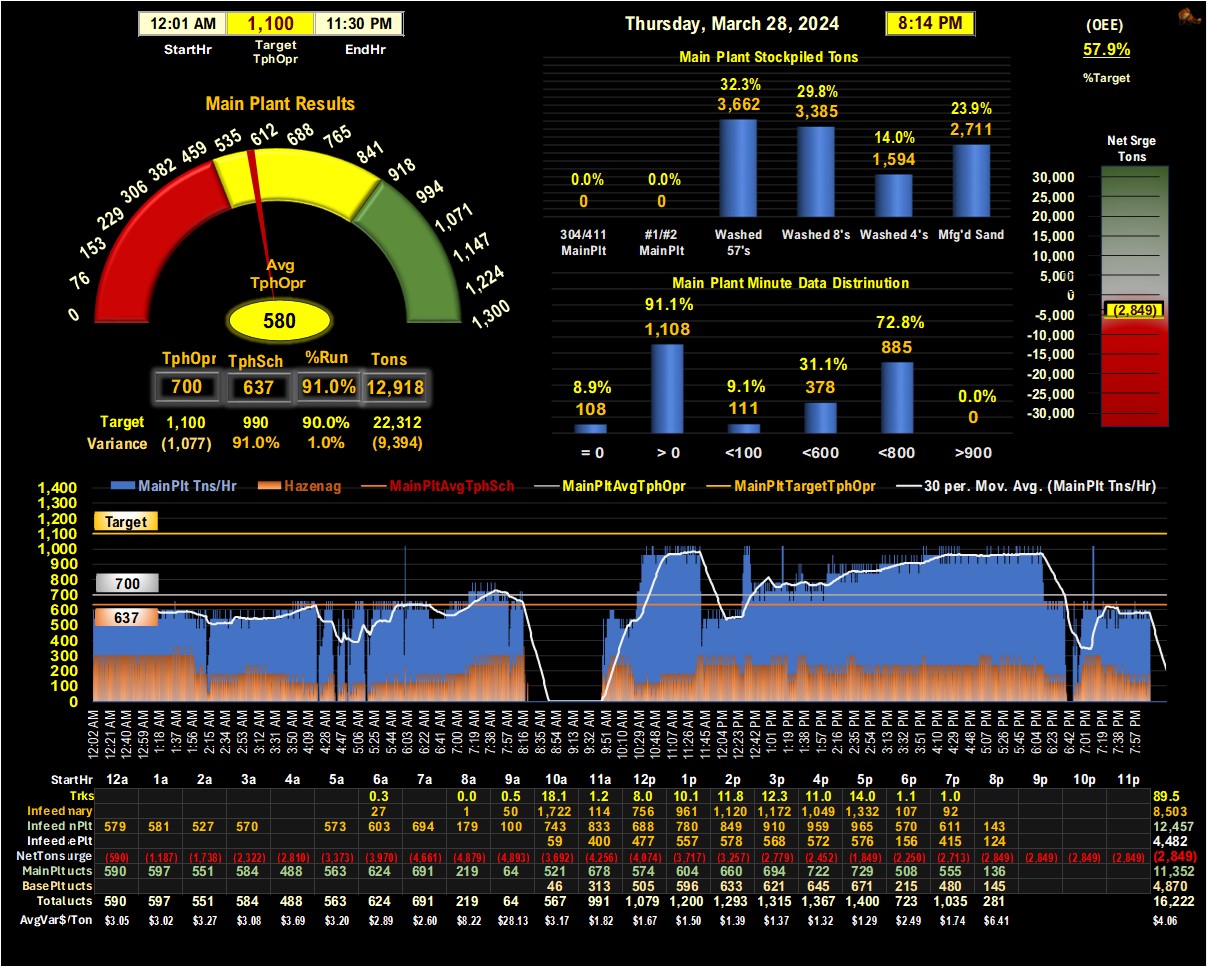 12:01 AM 1,100 11:30 PM
StartHr Target TphOpr EndHr
Thursday, March 28, 2024 8:14 PM
(OEE)
57.9%
%Target
Main Plant Results
0 76 153 229 306 382 459 535 612 688 765 841 918 994 1,071 1,147 1,224 1,300
Avg
TphOpr
580
TphOpr TphSch %Run Tons
700 637 91.0% 12,918
Target 1,100 990 90.0% 22,312
Variance (1,077) 91.0% 1.0% (9,394)
Main Plant Stockpiled Tons
0.0% 0.0% 32.3% 29.8% 14.0% 23.9%
0 0 3,662 3,385 1,594 2,711
304/411 MainPlt #1/#2 MainPlt Washed 57's Washed 8's Washed 4's Mfg'd Sand
Main Plant Minute Data Distrinution
8.9% 91.1% 9.1% 31.1% 72.8% 0.0%
108 1,108 111 378 885 0
= 0 > 0 <100 <600 <800 >900
Net Srge
Tons
30,000
25,000
20,000
15,000
10,000
5,000
0
-5,000
-10,000
-15,000
-20,000
-25,000
-30,000
(2,849)
MainPlt Tns/Hr Hazenag MainPltAvgTphSch MainPltAvgTphOpr MainPltTargetTphOpr 30 per. Mov. Avg. (MainPlt Tns/Hr)
1,400
1,300
1,200
1,100
1,000
900
800
700
600
500
400
300
200
100
0
Target
700
637
12:02 AM 12:21 AM 12:40 AM 12:59 AM 1:18 AM 1:37 AM 1:56 AM 2:15 AM 2:34 AM 2:53 AM 3:12 AM 3:31 AM 3:50 AM 4:09 AM 4:28 AM 4:47 AM 5:06 AM 5:25 AM 5:44 AM 6:03 AM 6:22 AM 6:41 AM 7:00 AM 7:19 AM 7:38 AM 7:57 AM 8:16 AM 8:35 AM 8:54 AM 9:13 AM 9:32 AM 9:51 AM 10:10 AM 10:29 AM 10:48 AM 11:07 AM 11:26 AM 11:45 AM 12:04 PM 12:23 PM 12:42 PM 1:01 PM 1:19 PM 1:38 PM 1:57 PM 2:16 PM 2:35 PM 2:54 PM 3:13 PM 3:32 PM 3:51 PM 4:10 PM 4:29 PM 4:48 PM 5:07 PM 5:26 PM 5:45 PM 6:04 PM 6:23 PM 6:42 PM 7:01 PM 7:19 PM 7:38 PM 7:57 PM
StartHr 12a 1a 2a 3a 4a 5a 6a 7a 8a 9a 10a 11a 12p 1p 2p 3p 4p 5p 6p 7p 8p 9p 10p 11p
Trks 0.3 0.0 0.5 18.1 1.2 8.0 10.1 11.8 12.3 11.0 14.0 1.1 1.0 89.5
Infeed nary 27 1 50 1,722 114 756 961 1,120 1,172 1,049 1,332 107 92 8,503
Infeed nPlt 579 581 527 570 573 603 694 179 100 743 833 688 780 849 910 959 965 570 611 143 12,457
Infeed ePlt 59 400 477 557 578 568 572 576 156 415 124 4,482
NetTons urge (590) (1,187) (1,738) (2,322) (2,810) (3,373) (3,970) (4,661) (4,879) (4,893) (3,692) (4,256) (4,074) (3,717) (3,257) (2,779) (2,452) (1,849) (2,250) (2,713) (2,849) (2,849) (2,849) (2,849) (2,849)
MainPlt ucts 590 597 551 584 488 563 624 691 219 64 521 678 574 604 660 694 722 729 508 555 136 11,352
BasePlt ucts 46 313 505 596 633 621 645 671 215 480 145 4,870
Total ucts 590 597 551 584 488 563 624 691 219 64 567 991 1,079 1,200 1,293 1,315 1,367 1,400 723 1,035 281 16,222
AvgVar$/Ton $3.05 $3.02 $3.27 $3.08 $3.69 $3.20 $2.89 $2.60 $8.22 $28.13 $3.17 $1.82 $1.67 $1.50 $1.39 $1.37 $1.32 $1.29 $2.49 $1.74 $6.41 $4.06